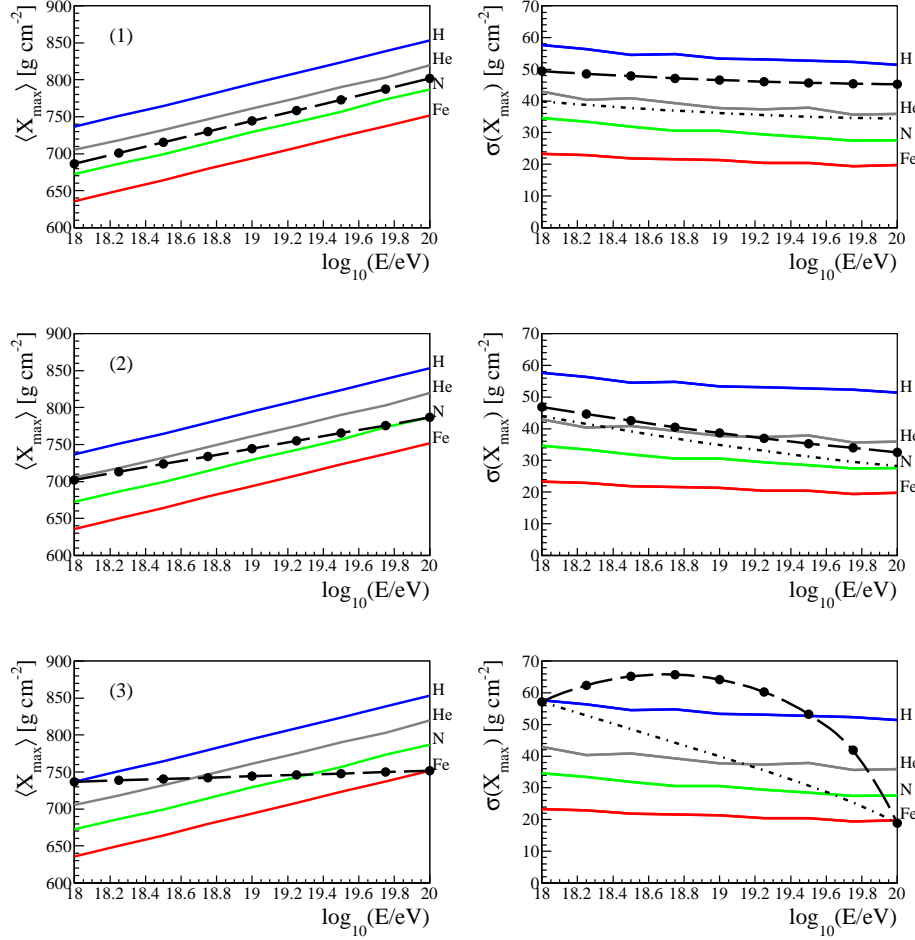 ⟨X_max⟩ [g cm⁻²]
900
850
800
750
700
650
600
(1)
H
He
N
Fe
18 18.2 18.4 18.6 18.8 19 19.2 19.4 19.6 19.8 20
log₁₀(E/eV)
σ(X_max) [g cm⁻²]
70
60
50
40
30
20
10
0
H
He
N
Fe
18 18.2 18.4 18.6 18.8 19 19.2 19.4 19.6 19.8 20
log₁₀(E/eV)
⟨X_max⟩ [g cm⁻²]
900
850
800
750
700
650
600
(2)
H
He
N
Fe
18 18.2 18.4 18.6 18.8 19 19.2 19.4 19.6 19.8 20
log₁₀(E/eV)
σ(X_max) [g cm⁻²]
70
60
50
40
30
20
10
0
H
He
N
Fe
18 18.2 18.4 18.6 18.8 19 19.2 19.4 19.6 19.8 20
log₁₀(E/eV)
⟨X_max⟩ [g cm⁻²]
900
850
800
750
700
650
600
(3)
H
He
N
Fe
18 18.2 18.4 18.6 18.8 19 19.2 19.4 19.6 19.8 20
log₁₀(E/eV)
σ(X_max) [g cm⁻²]
70
60
50
40
30
20
10
0
H
He
N
Fe
18 18.2 18.4 18.6 18.8 19 19.2 19.4 19.6 19.8 20
log₁₀(E/eV)